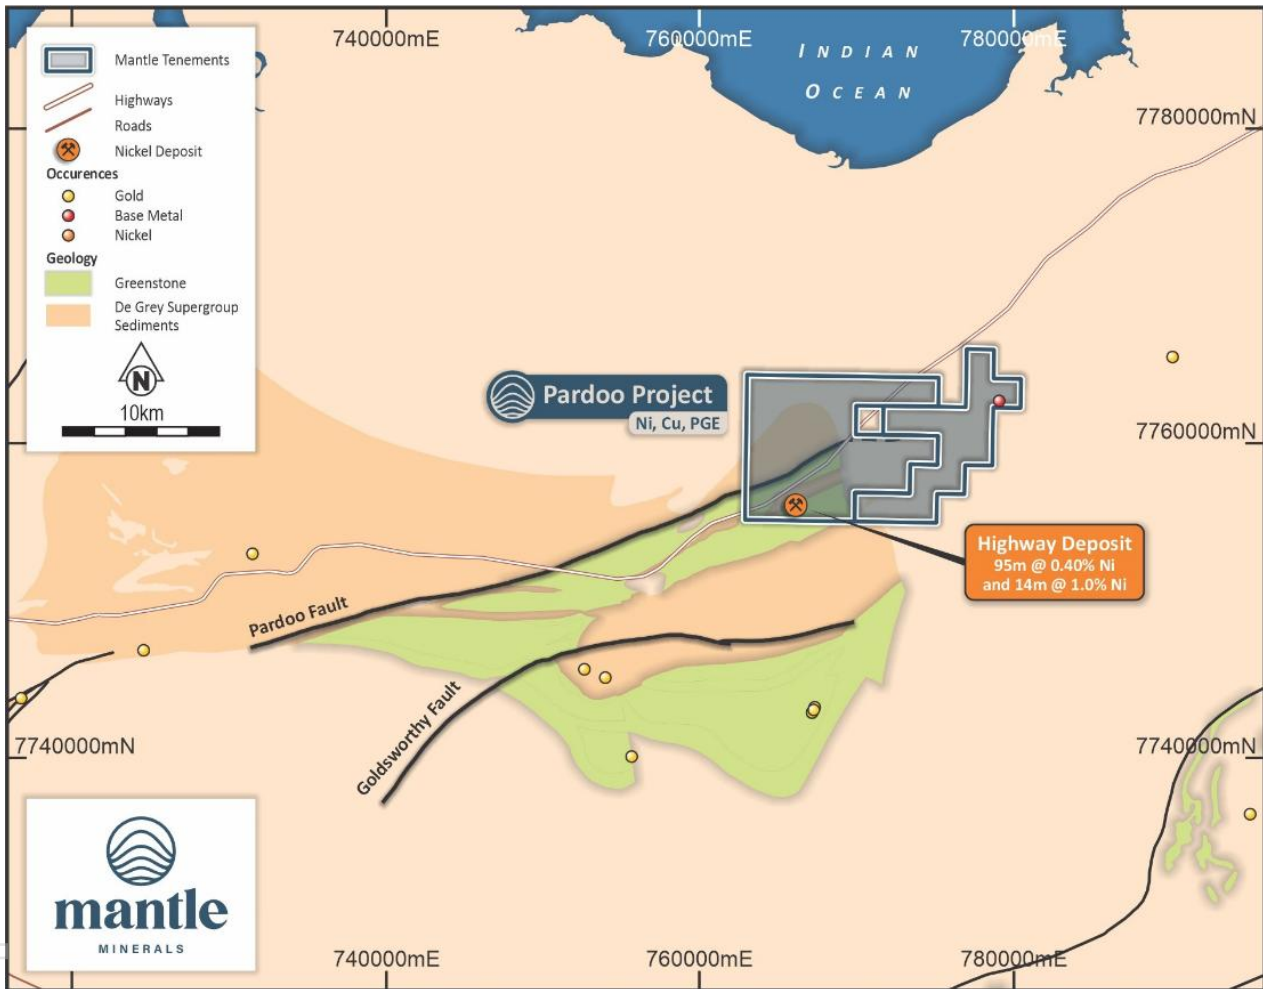 740000mE
760000mE
780000mE
INDIAN
OCEAN
Mantle Tenements
Highways
Roads
Nickel Deposit
Occurences
Gold
Base Metal
Nickel
Geology
Greenstone
De Grey Supergroup
Sediments
N
10km
7780000mN
Pardoo Project
Ni, Cu, PGE
7760000mN
Highway Deposit
95m @ 0.40% Ni
and 14m @ 1.0% Ni
Pardoo Fault
Goldsworthy Fault
7740000mN
7740000mN
mantle
MINERALS
740000mE
760000mE
780000mE